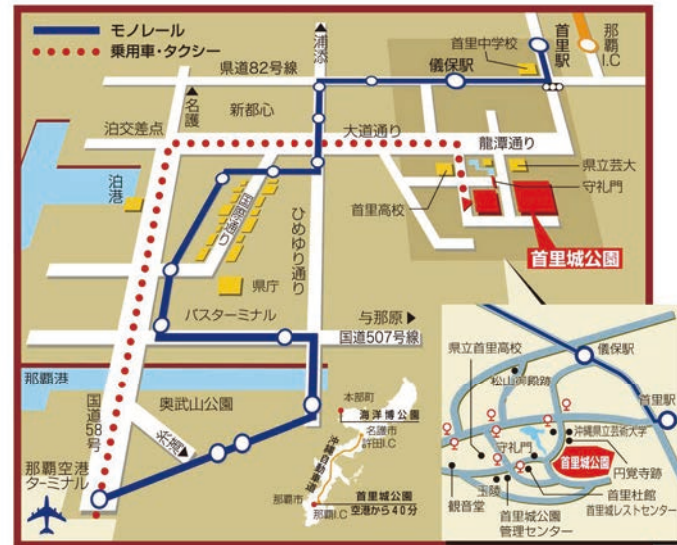 モノレール
乗用車・タクシー
▲浦添
首里中学校
首里駅
那覇I.C
県道82号線
儀保駅
▲名護
新都心
泊交差点
大道通り
龍潭通り
県立芸大
守礼門
泊港
国際通り
ひめゆり通り
首里高校
首里城公園
県庁
バスターミナル
与那原▶
国道507号線
那覇港
国道58号
奥武山公園
糸満
那覇空港
ターミナル
本部町
海洋博公園
名護市
許田I.C
沖縄自動車道
首里城公園
空港から40分
那覇市
那覇I.C
県立首里高校
儀保駅
松山御殿跡
首里駅
沖縄県立芸術大学
守礼門
首里城公園
円覚寺跡
玉陵
観音堂
首里杜館
首里城レストセンター
首里城公園
管理センター